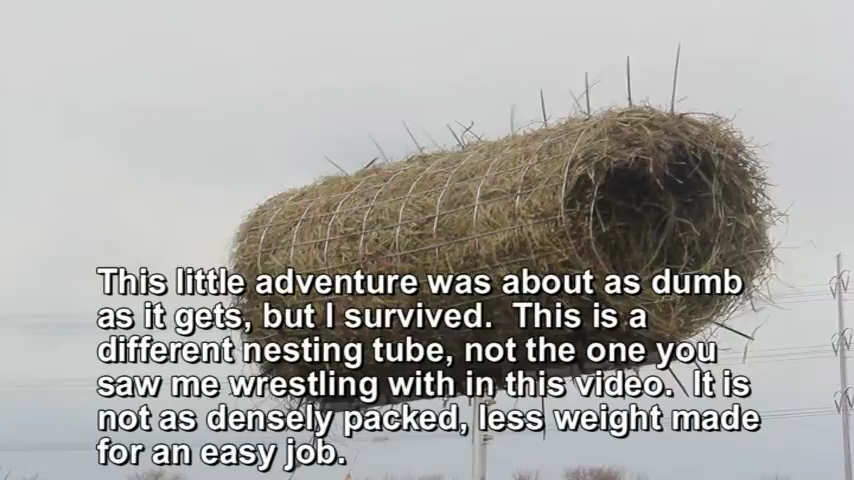 This little adventure was about as dumb
as it gets, but I survived.  This is a
different nesting tube, not the one you
saw me wrestling with in this video.  It is
not as densely packed, less weight made
for an easy job.